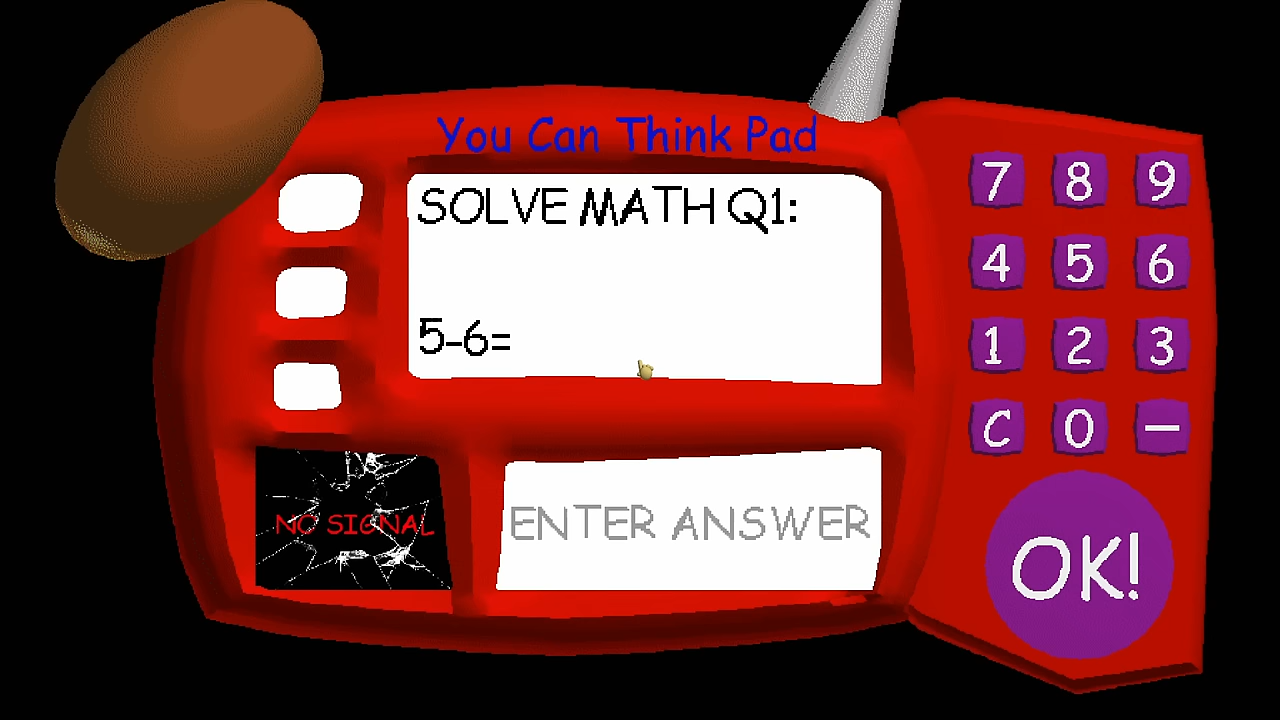 You Can Think Pad
SOLVE MATH Q1:
5-6=
7 8 9
4 5 6
1 2 3
C 0 —
NO SIGNAL
ENTER ANSWER
OK!